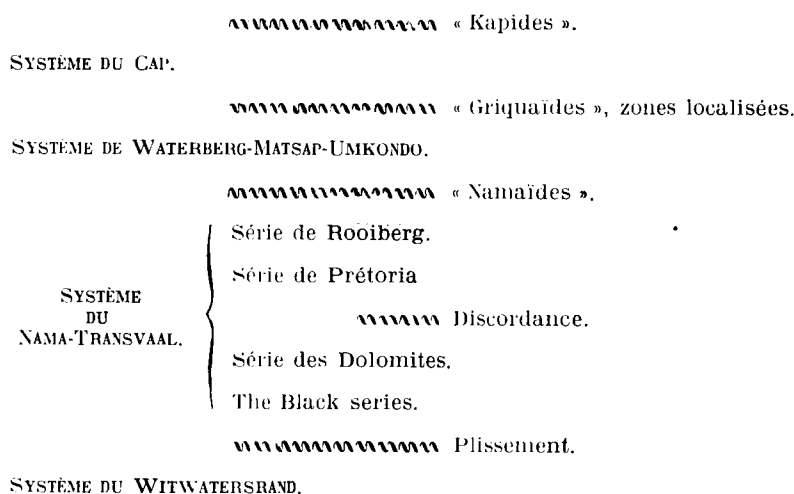 « Kapides ».
SYSTÈME DU CAP.
« Griquaïdes », zones localisées.
SYSTÈME DE WATERBERG-MATSAP-UMKONDO.
« Namaïdes ».
Série de Rooiberg.
Série de Prétoria
Discordance.
SYSTÈME
DU
NAMA-TRANSVAAL.
Série des Dolomites.
The Black series.
Plissement.
SYSTÈME DU WITWATERSRAND.